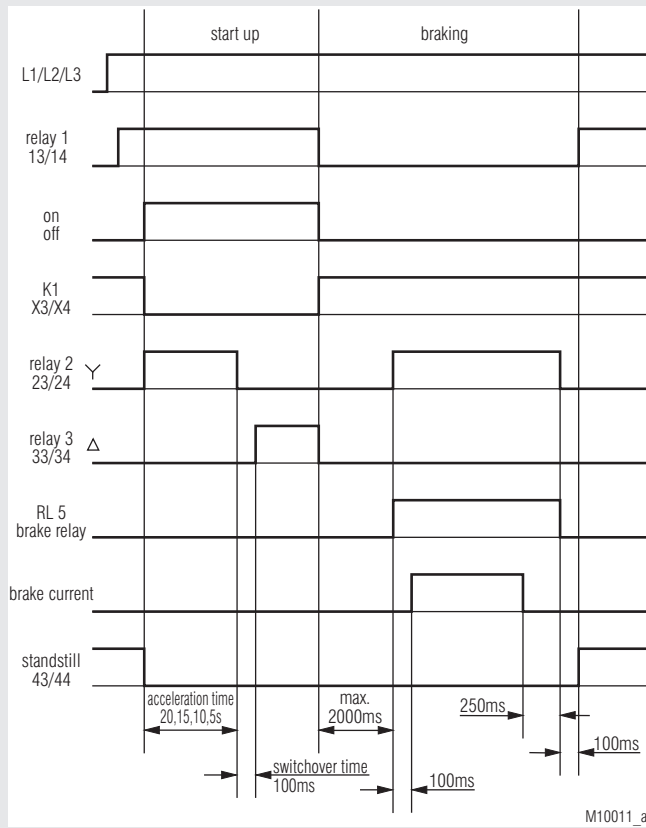 start up
braking
L1/L2/L3
relay 1
13/14
on
off
K1
X3/X4
relay 2
23/24
relay 3
33/34
RL 5
brake relay
brake current
standstill
43/44
acceleration time
20,15,10,5s
max.
2000ms
250ms
switchover time
100ms
100ms
100ms
M10011_a